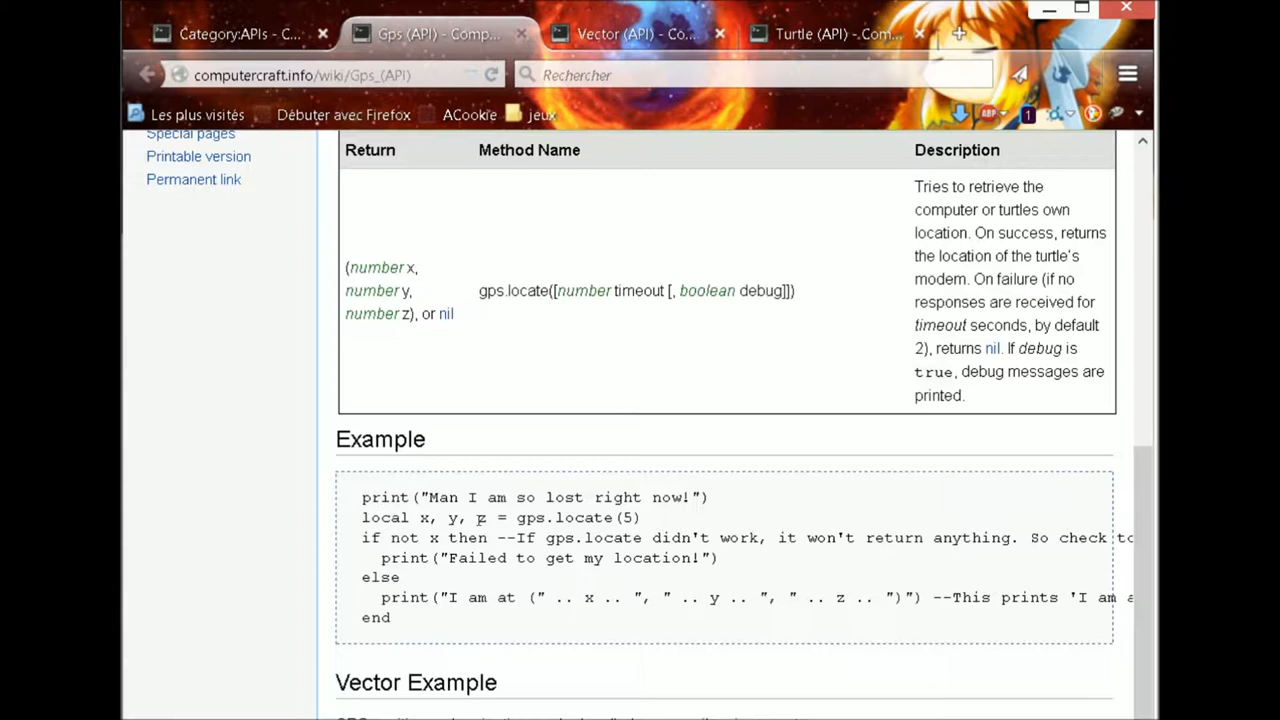 Category:APIs - C...
Gps (API) - Comp...
Vector (API) - Co...
Turtle (API) - Com...
computercraft.info/wiki/Gps_(API)
Rechercher
Les plus visités
Débuter avec Firefox
ACookie
jeux
ABP
1
Special pages
Printable version
Permanent link
Return Method Name Description
(number x,
number y,
number z), or nil
gps.locate([number timeout [, boolean debug]])
Tries to retrieve the
computer or turtles own
location. On success, returns
the location of the turtle's
modem. On failure (if no
responses are received for
timeout seconds, by default
2), returns nil. If debug is
true, debug messages are
printed.
Example
print("Man I am so lost right now!")
local x, y, z = gps.locate(5)
if not x then --If gps.locate didn't work, it won't return anything. So check to
print("Failed to get my location!")
else
print("I am at (" .. x .. ", " .. y .. ", " .. z .. ")") --This prints 'I am a
end
Vector Example